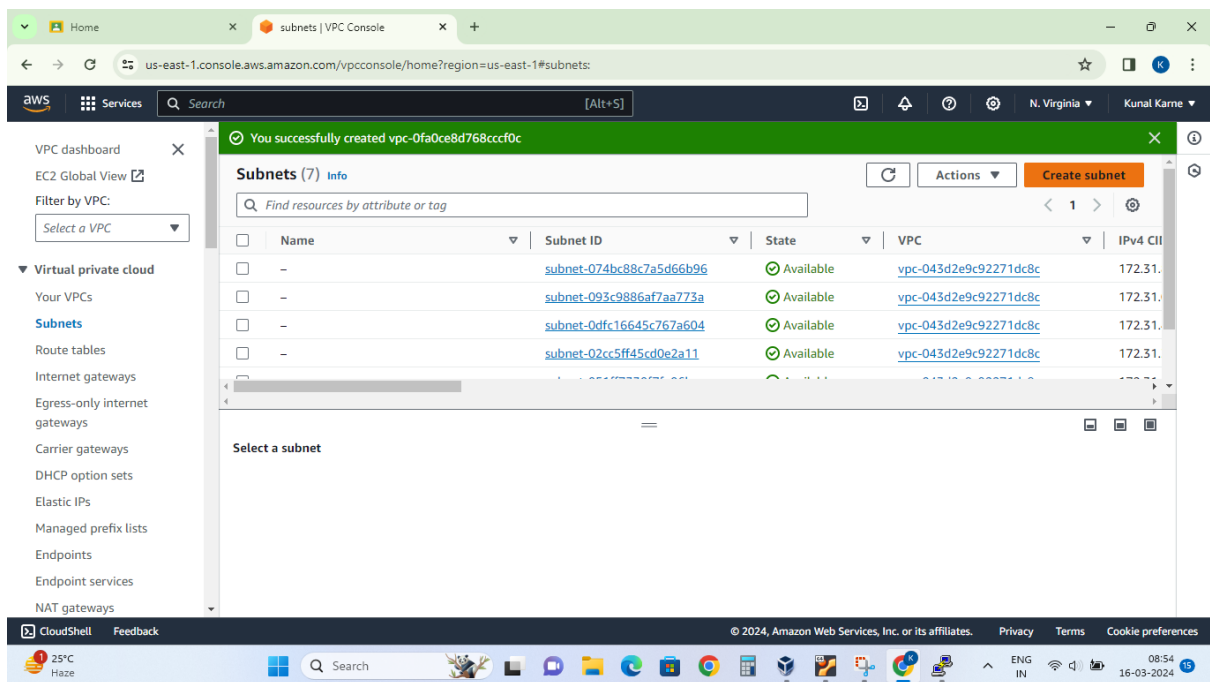 Home
subnets | VPC Console
us-east-1.console.aws.amazon.com/vpcconsole/home?region=us-east-1#subnets:
K
aws
Services
Search
[Alt+S]
N. Virginia
Kunal Karne
VPC dashboard
EC2 Global View
Filter by VPC:
Select a VPC
Virtual private cloud
Your VPCs
Subnets
Route tables
Internet gateways
Egress-only internet
gateways
Carrier gateways
DHCP option sets
Elastic IPs
Managed prefix lists
Endpoints
Endpoint services
NAT gateways
You successfully created vpc-0fa0ce8d768cccf0c
Subnets (7) Info
Actions
Create subnet
Find resources by attribute or tag
1
Name Subnet ID State VPC IPv4 CII
– subnet-074bc88c7a5d66b96 Available vpc-043d2e9c92271dc8c 172.31.
– subnet-093c9886af7aa773a Available vpc-043d2e9c92271dc8c 172.31.
– subnet-0dfc16645c767a604 Available vpc-043d2e9c92271dc8c 172.31.
– subnet-02cc5ff45cd0e2a11 Available vpc-043d2e9c92271dc8c 172.31.
Select a subnet
CloudShell Feedback
© 2024, Amazon Web Services, Inc. or its affiliates. Privacy Terms Cookie preferences
1
25°C
Haze
Search
K
ENG
IN
08:54
16-03-2024
15